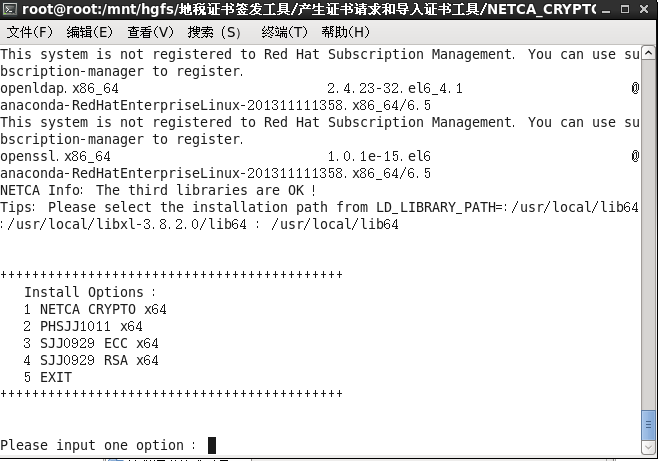 root@root:/mnt/hgfs/地税证书签发工具/产生证书请求和导入证书工具/NETCA_CRYPTO
文件(F) 编辑(E) 查看(V) 搜索 (S) 终端(T) 帮助(H)
This system is not registered to Red Hat Subscription Management. You can use su
bscription-manager to register.
openldap.x86_64 2.4.23-32.el6_4.1 @
anaconda-RedHatEnterpriseLinux-201311111358.x86_64/6.5
This system is not registered to Red Hat Subscription Management. You can use su
bscription-manager to register.
openssl.x86_64 1.0.1e-15.el6 @
anaconda-RedHatEnterpriseLinux-201311111358.x86_64/6.5
NETCA Info: The third libraries are OK !
Tips: Please select the installation path from LD_LIBRARY_PATH=:/usr/local/lib64
:/usr/local/libxl-3.8.2.0/lib64 : /usr/local/lib64
+++++++++++++++++++++++++++++++++++++++++++
Install Options :
1 NETCA CRYPTO x64
2 PHSJJ1011 x64
3 SJJ0929 ECC x64
4 SJJ0929 RSA x64
5 EXIT
+++++++++++++++++++++++++++++++++++++++++++
Please input one option :